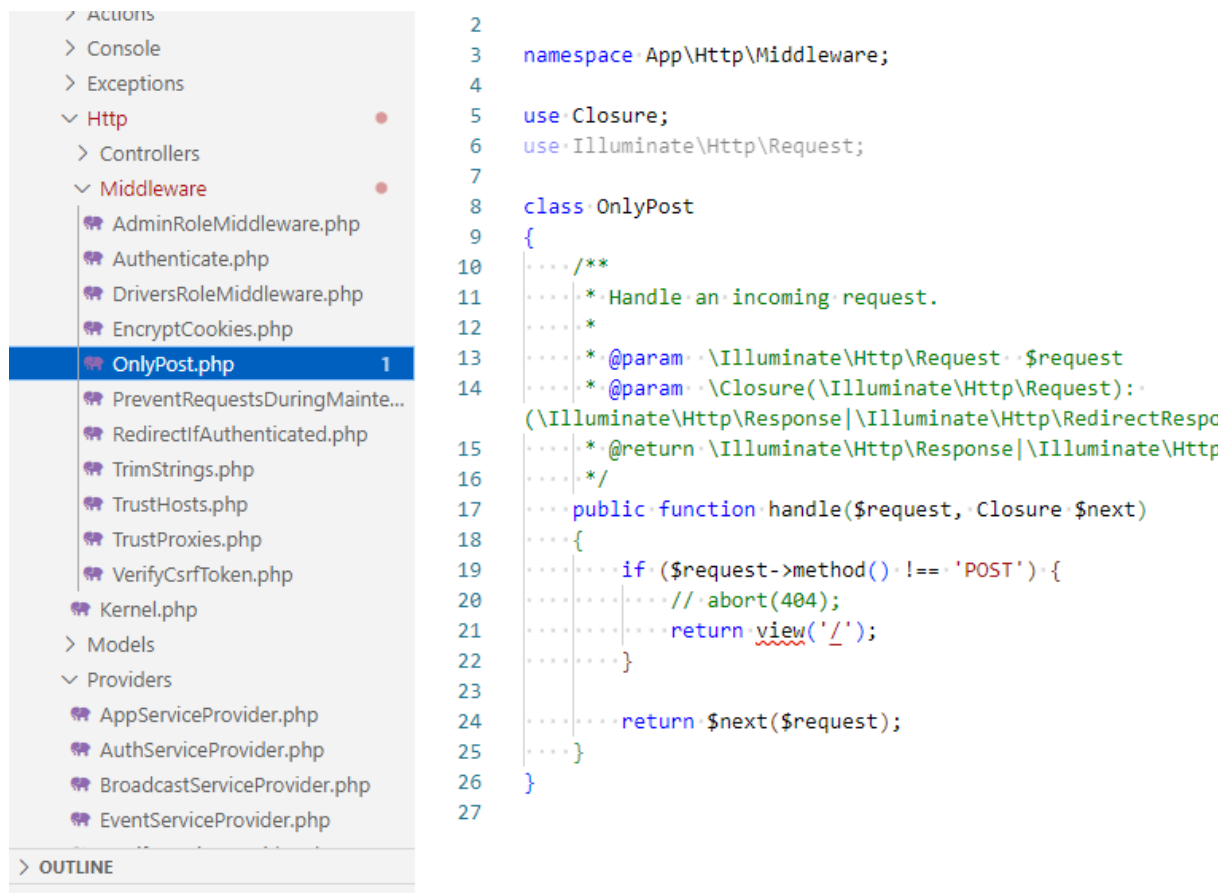 Actions
Console
Exceptions
Http
Controllers
Middleware
AdminRoleMiddleware.php
Authenticate.php
DriversRoleMiddleware.php
EncryptCookies.php
OnlyPost.php 1
PreventRequestsDuringMainte...
RedirectIfAuthenticated.php
TrimStrings.php
TrustHosts.php
TrustProxies.php
VerifyCsrfToken.php
Kernel.php
Models
Providers
AppServiceProvider.php
AuthServiceProvider.php
BroadcastServiceProvider.php
EventServiceProvider.php
OUTLINE
2
3 namespace App\Http\Middleware;
4
5 use Closure;
6 use Illuminate\Http\Request;
7
8 class OnlyPost
9 {
10 /**
11 * Handle an incoming request.
12 *
13 * @param  \Illuminate\Http\Request  $request
14 * @param  \Closure(\Illuminate\Http\Request):
(\Illuminate\Http\Response|\Illuminate\Http\RedirectRespo
15 * @return \Illuminate\Http\Response|\Illuminate\Http
16 */
17 public function handle($request, Closure $next)
18 {
19 if ($request->method() !== 'POST') {
20 // abort(404);
21 return view('/');
22 }
23
24 return $next($request);
25 }
26 }
27